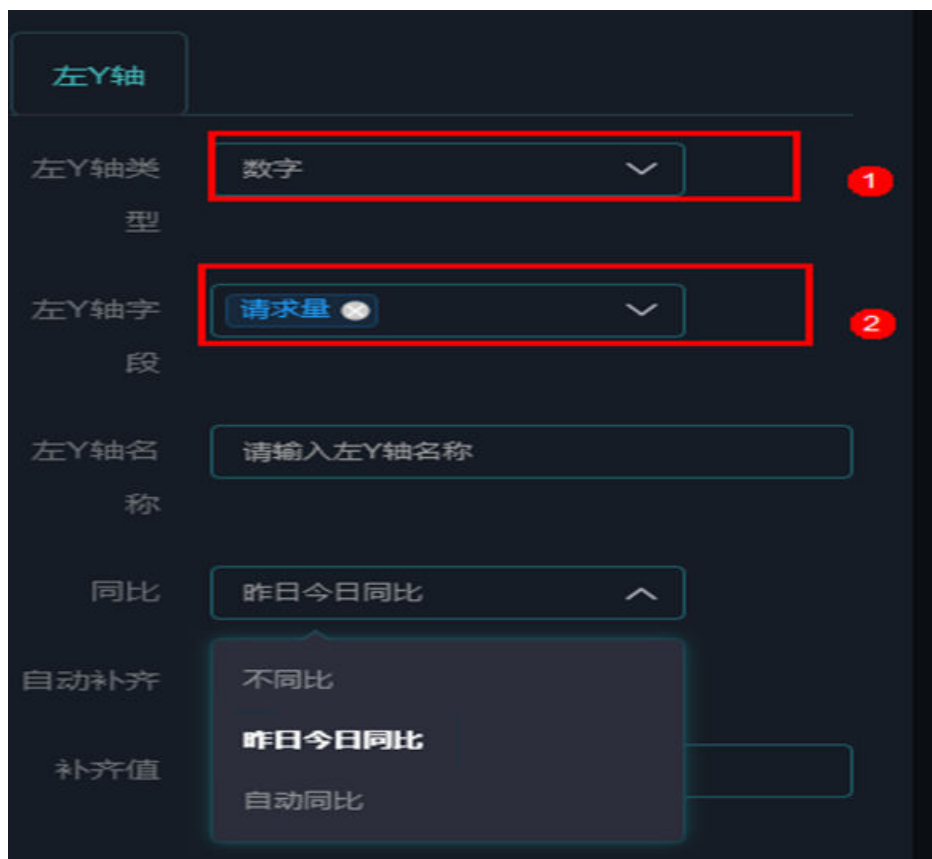 左Y轴
左Y轴类
型
数字
1
左Y轴字
段
请求量
2
左Y轴名
称
请输入左Y轴名称
同比
昨日今日同比
自动补齐
不同比
昨日今日同比
补齐值
自动同比